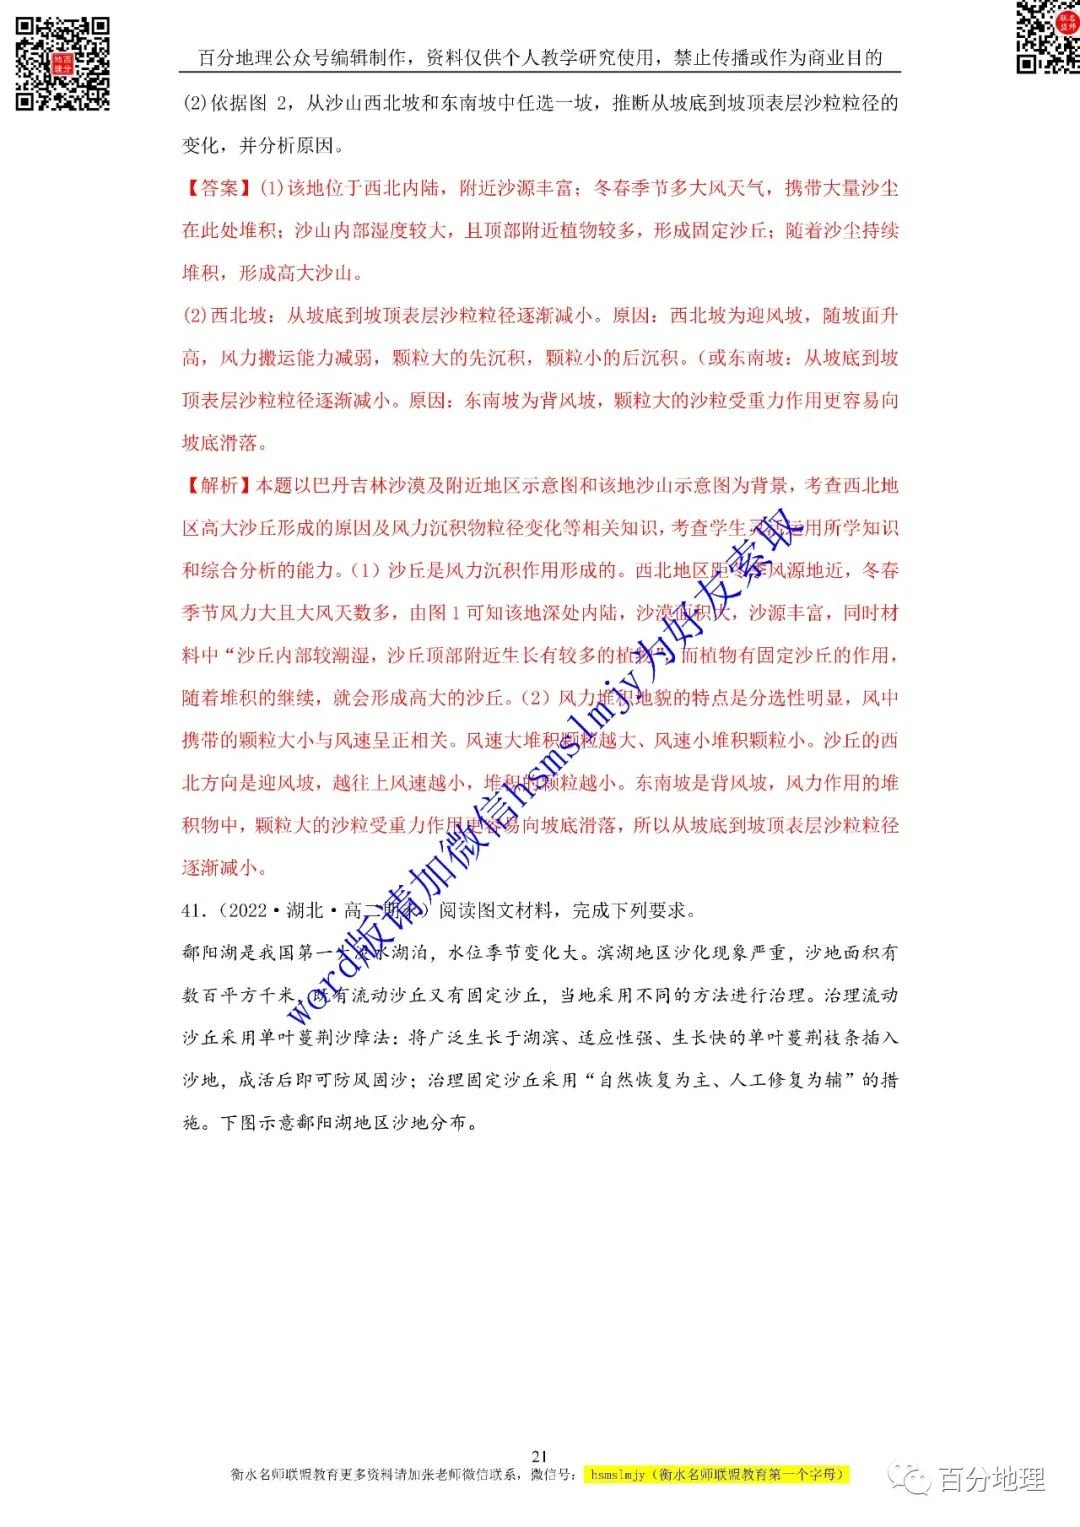 百分地理公众号编辑制作，资料仅供个人教学研究使用，禁止传播或作为商业目的
(2)依据图 2，从沙山西北坡和东南坡中任选一坡，推断从坡底到坡顶表层沙粒粒径的
变化，并分析原因。
【答案】(1)该地位于西北内陆，附近沙源丰富；冬春季节多大风天气，携带大量沙尘
在此处堆积；沙山内部湿度较大，且顶部附近植物较多，形成固定沙丘；随着沙尘持续
堆积，形成高大沙山。
(2)西北坡：从坡底到坡顶表层沙粒粒径逐渐减小。原因：西北坡为迎风坡，随坡面升
高，风力搬运能力减弱，颗粒大的先沉积，颗粒小的后沉积。（或东南坡：从坡底到坡
顶表层沙粒粒径逐渐减小。原因：东南坡为背风坡，颗粒大的沙粒受重力作用更容易向
坡底滑落。
【解析】本题以巴丹吉林沙漠及附近地区示意图和该地沙山示意图为背景，考查西北地
区高大沙丘形成的原因及风力沉积物粒径变化等相关知识，考查学生灵活运用所学知识
和综合分析的能力。（1）沙丘是风力沉积作用形成的。西北地区距冬季风源地近，冬春
季节风力大且大风天数多，由图 1 可知该地深处内陆，沙漠面积大，沙源丰富，同时材
料中“沙丘内部较潮湿，沙丘顶部附近生长有较多的植物”，而植物有固定沙丘的作用，
随着堆积的继续，就会形成高大的沙丘。（2）风力堆积地貌的特点是分选性明显，风中
携带的颗粒大小与风速呈正相关。风速大堆积颗粒越大、风速小堆积颗粒小。沙丘的西
北方向是迎风坡，越往上风速越小，堆积的颗粒越小。东南坡是背风坡，风力作用的堆
积物中，颗粒大的沙粒受重力作用更容易向坡底滑落，所以从坡底到坡顶表层沙粒粒径
逐渐减小。
41.（2022·湖北·高二期末）阅读图文材料，完成下列要求。
鄱阳湖是我国第一大淡水湖泊，水位季节变化大。滨湖地区沙化现象严重，沙地面积有
数百平方千米，既有流动沙丘又有固定沙丘，当地采用不同的方法进行治理。治理流动
沙丘采用单叶蔓荆沙障法：将广泛生长于湖滨、适应性强、生长快的单叶蔓荆枝条插入
沙地，成活后即可防风固沙；治理固定沙丘采用“自然恢复为主、人工修复为辅”的措
施。下图示意鄱阳湖地区沙地分布。
word版请加微信hsmslmjy为好友索取
21
衡水名师联盟教育更多资料请加张老师微信联系，微信号： hsmslmjy（衡水名师联盟教育第一个字母）
百分地理